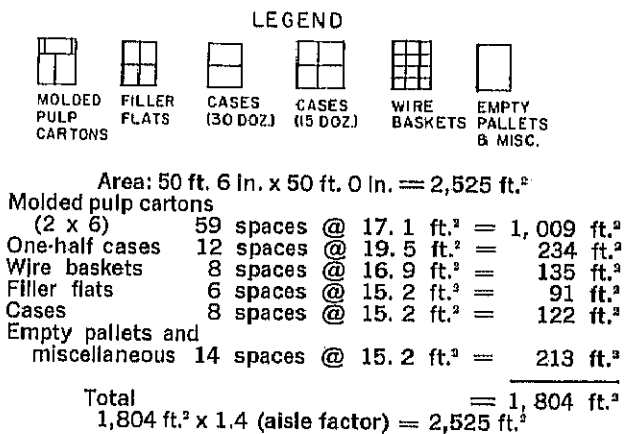 LEGEND
MOLDED PULP CARTONS
FILLER FLATS
CASES (30 DOZ.)
CASES (15 DOZ.)
WIRE BASKETS
EMPTY PALLETS & MISC.
Area: 50 ft. 6 in. x 50 ft. 0 in. = 2,525 ft.²
Molded pulp cartons
(2 x 6) 59 spaces @ 17.1 ft.² = 1,009 ft.²
One-half cases 12 spaces @ 19.5 ft.² = 234 ft.²
Wire baskets 8 spaces @ 16.9 ft.² = 135 ft.²
Filler flats 6 spaces @ 15.2 ft.² = 91 ft.²
Cases 8 spaces @ 15.2 ft.² = 122 ft.²
Empty pallets and
miscellaneous 14 spaces @ 15.2 ft.² = 213 ft.²
Total = 1,804 ft.²
1,804 ft.² x 1.4 (aisle factor) = 2,525 ft.²